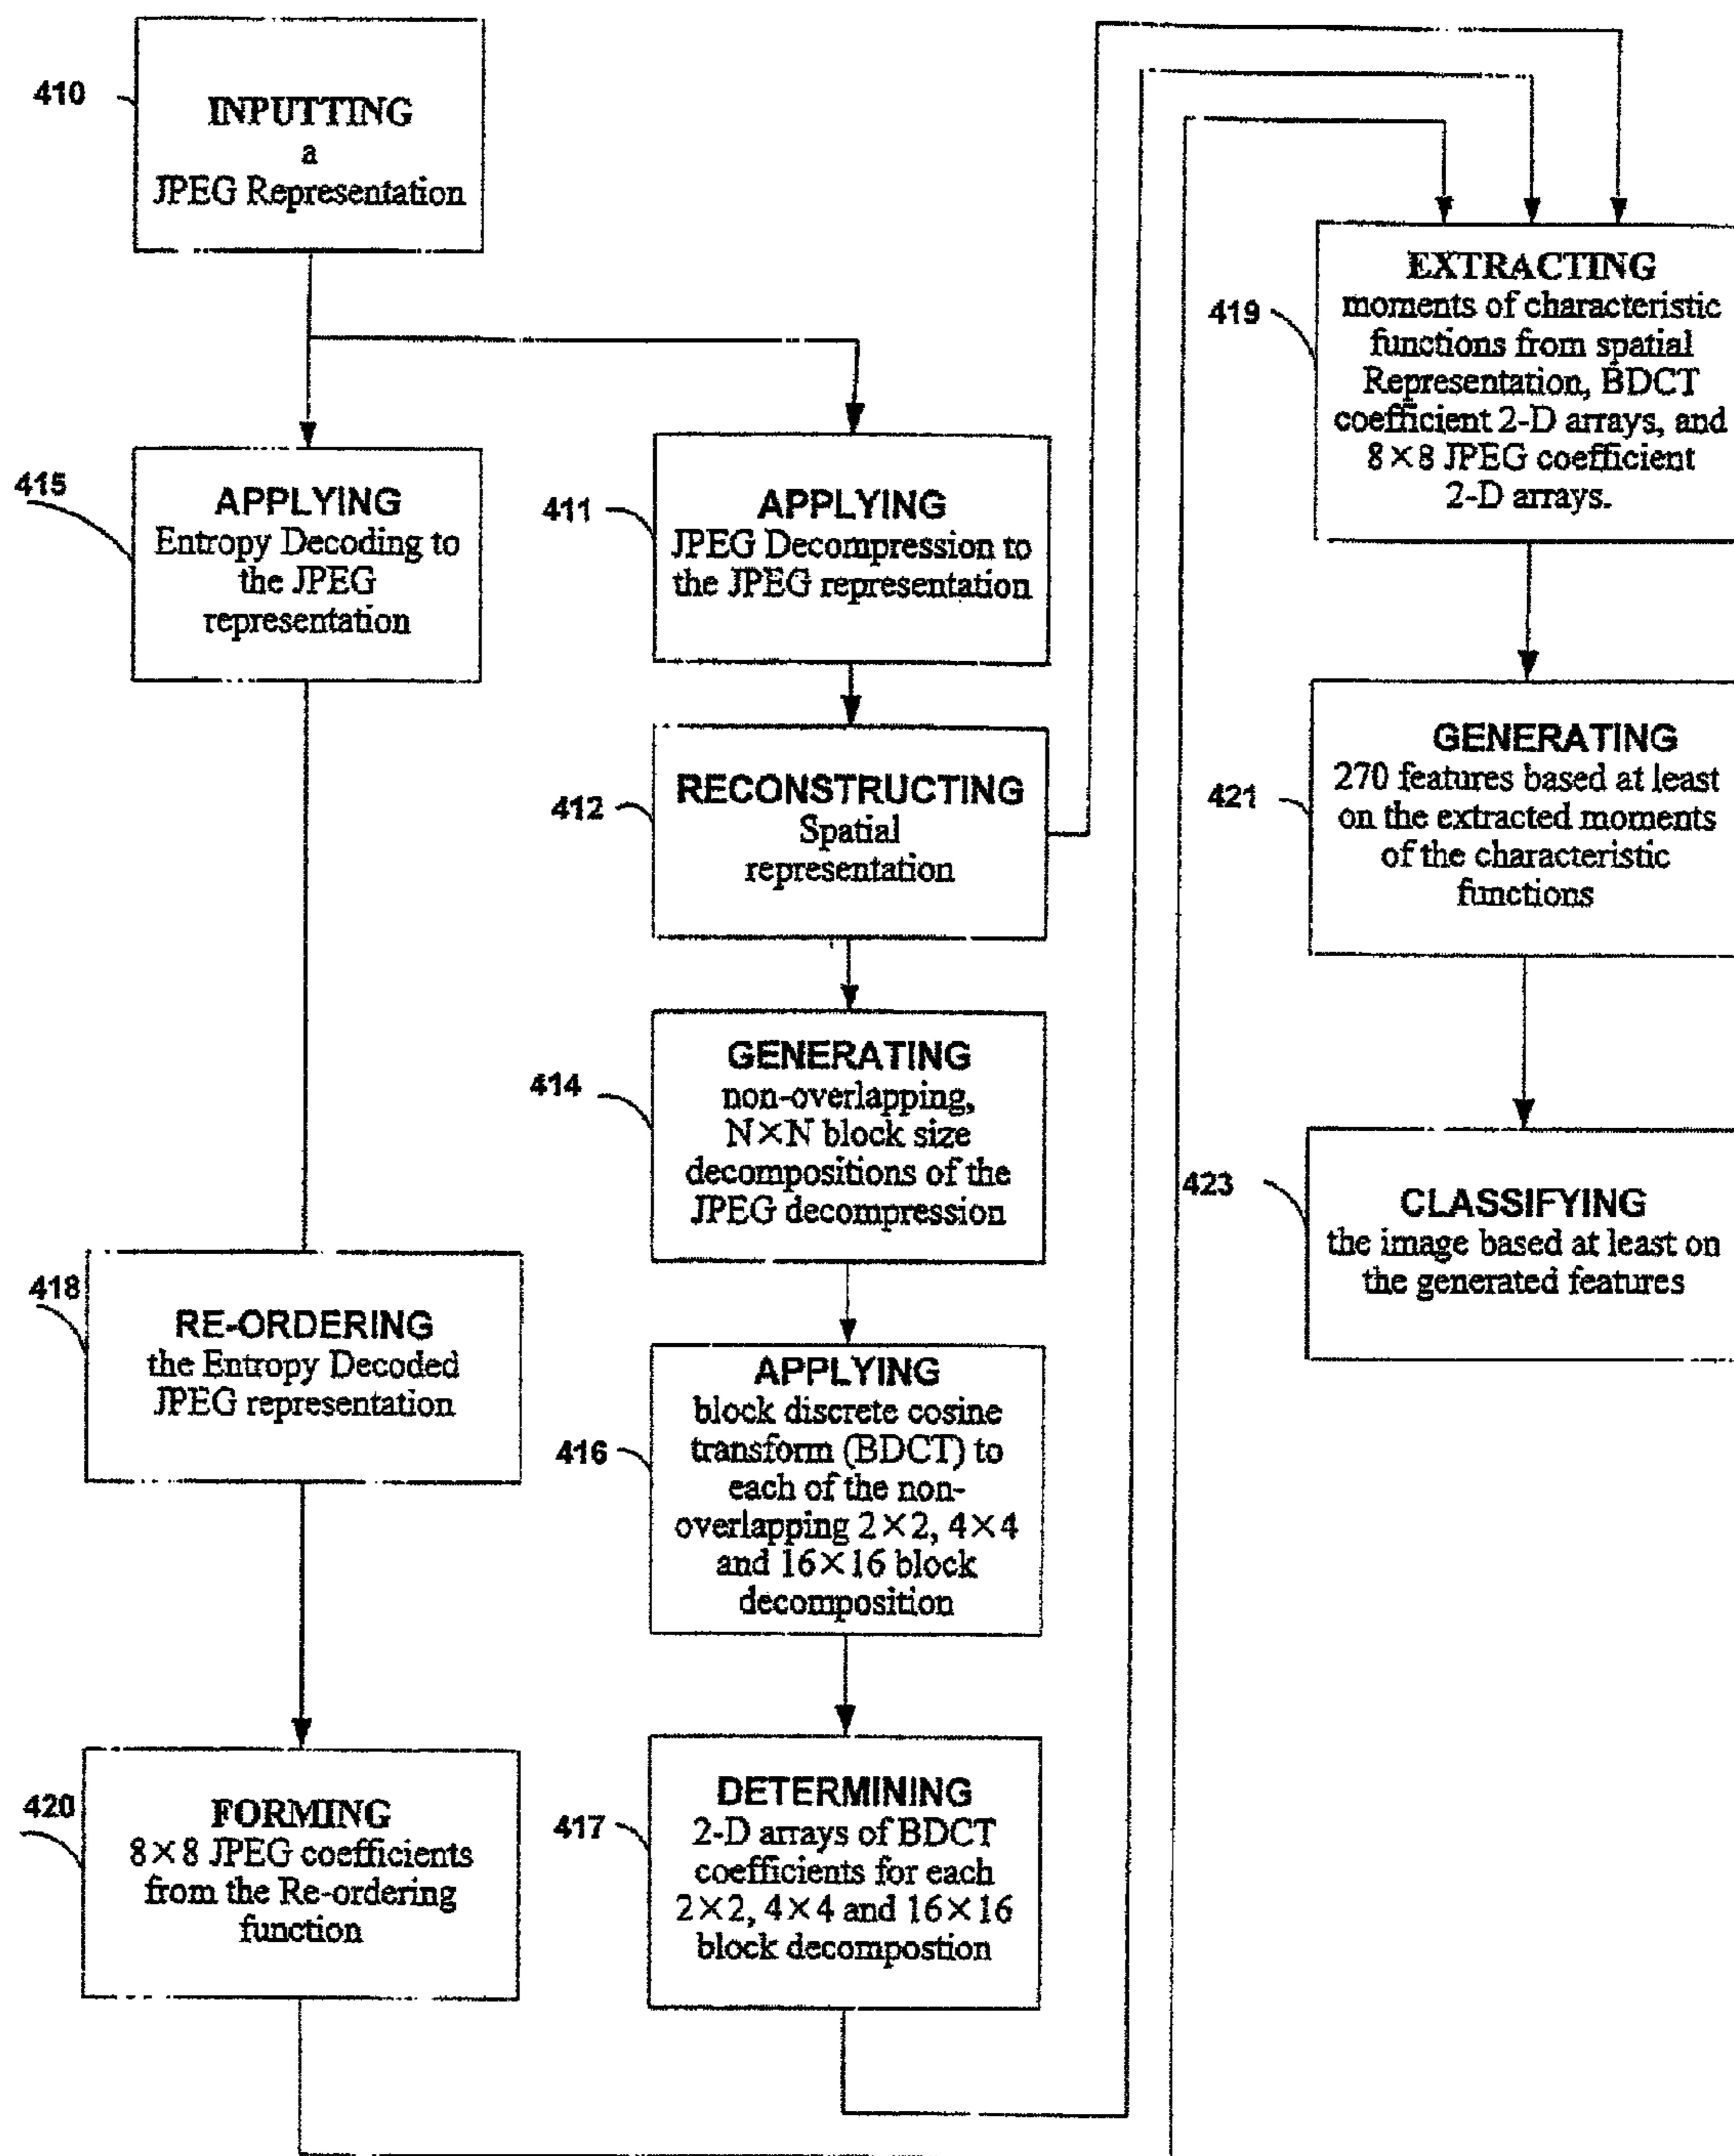 410
INPUTTING
a
JPEG Representation
415
APPLYING
Entropy Decoding to
the JPEG
representation
411
APPLYING
JPEG Decompression to
the JPEG representation
412
RECONSTRUCTING
Spatial
representation
414
GENERATING
non-overlapping,
N×N block size
decompositions of the
JPEG decompression
418
RE-ORDERING
the Entropy Decoded
JPEG representation
416
APPLYING
block discrete cosine
transform (BDCT) to
each of the non-
overlapping 2×2, 4×4
and 16×16 block
decomposition
420
FORMING
8×8 JPEG coefficients
from the Re-ordering
function
417
DETERMINING
2-D arrays of BDCT
coefficients for each
2×2, 4×4 and 16×16
block decompostion
419
EXTRACTING
moments of characteristic
functions from spatial
Representation, BDCT
coefficient 2-D arrays, and
8×8 JPEG coefficient
2-D arrays.
421
GENERATING
270 features based at least
on the extracted moments
of the characteristic
functions
423
CLASSIFYING
the image based at least on
the generated features